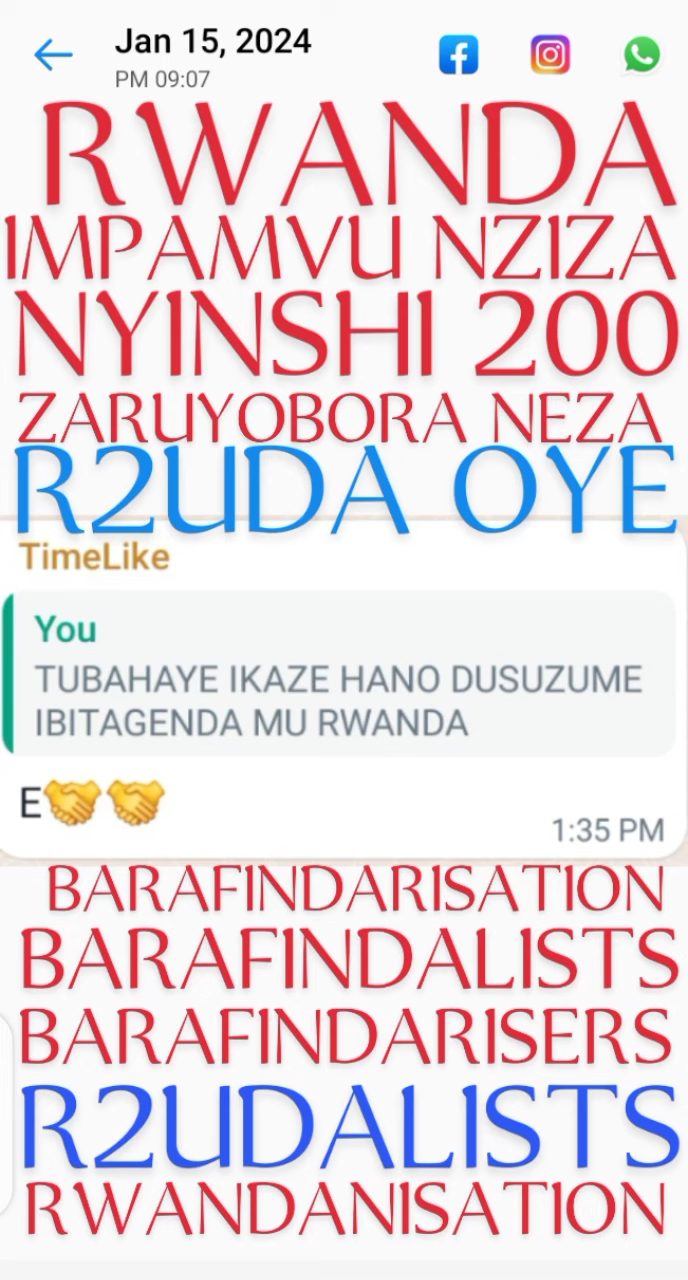 Jan 15, 2024
PM 09:07
RWANDA
IMPAMVU NZIZA
NYINSHI 200
ZARUYOBORA NEZA
R2UDA OYE
TimeLike
You
TUBAHAYE IKAZE HANO DUSUZUME
IBITAGENDA MU RWANDA
E🤝🤝
1:35 PM
BARAFINDARISATION
BARAFINDALISTS
BARAFINDARISERS
R2UDALISTS
RWANDANISATION